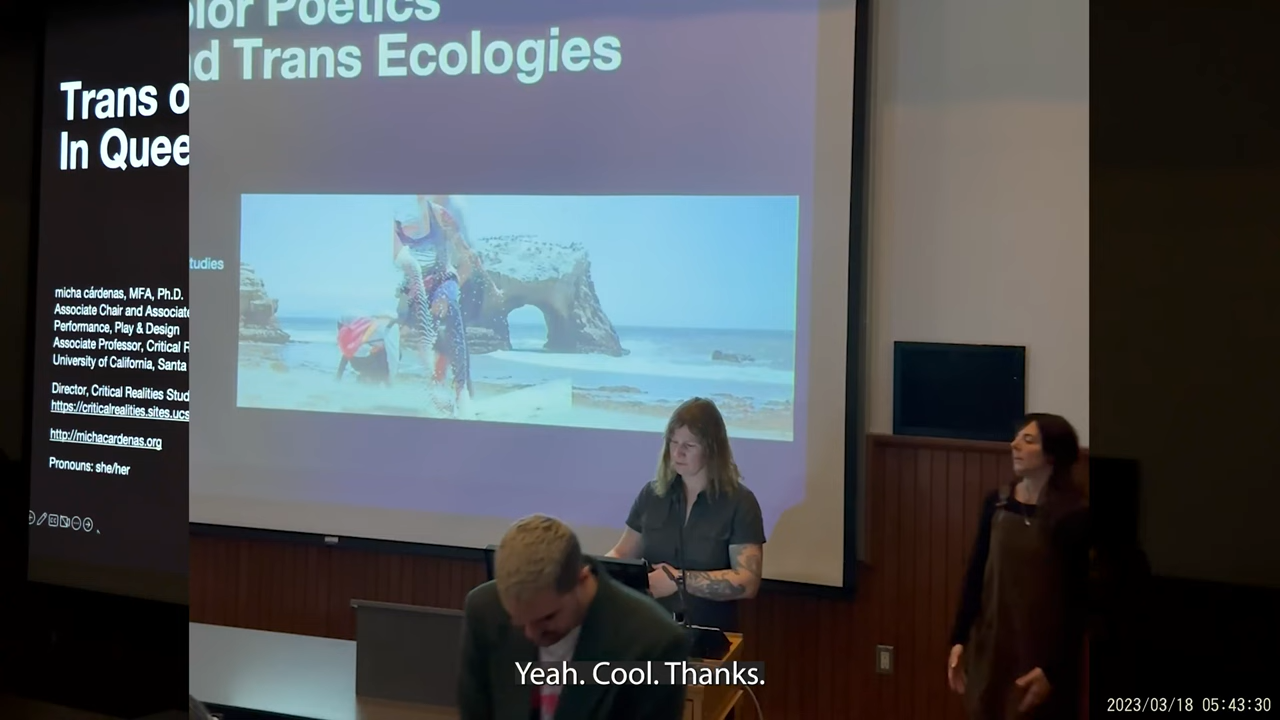 olor Poetics
d Trans Ecologies
Trans o
In Quee
tudies
micha cárdenas, MFA, Ph.D.
Associate Chair and Associate
Performance, Play & Design
Associate Professor, Critical R
University of California, Santa
Director, Critical Realities Stud
https://criticalrealities.sites.ucs
http://michacardenas.org
Pronouns: she/her
Yeah. Cool. Thanks.
2023/03/18 05:43:30